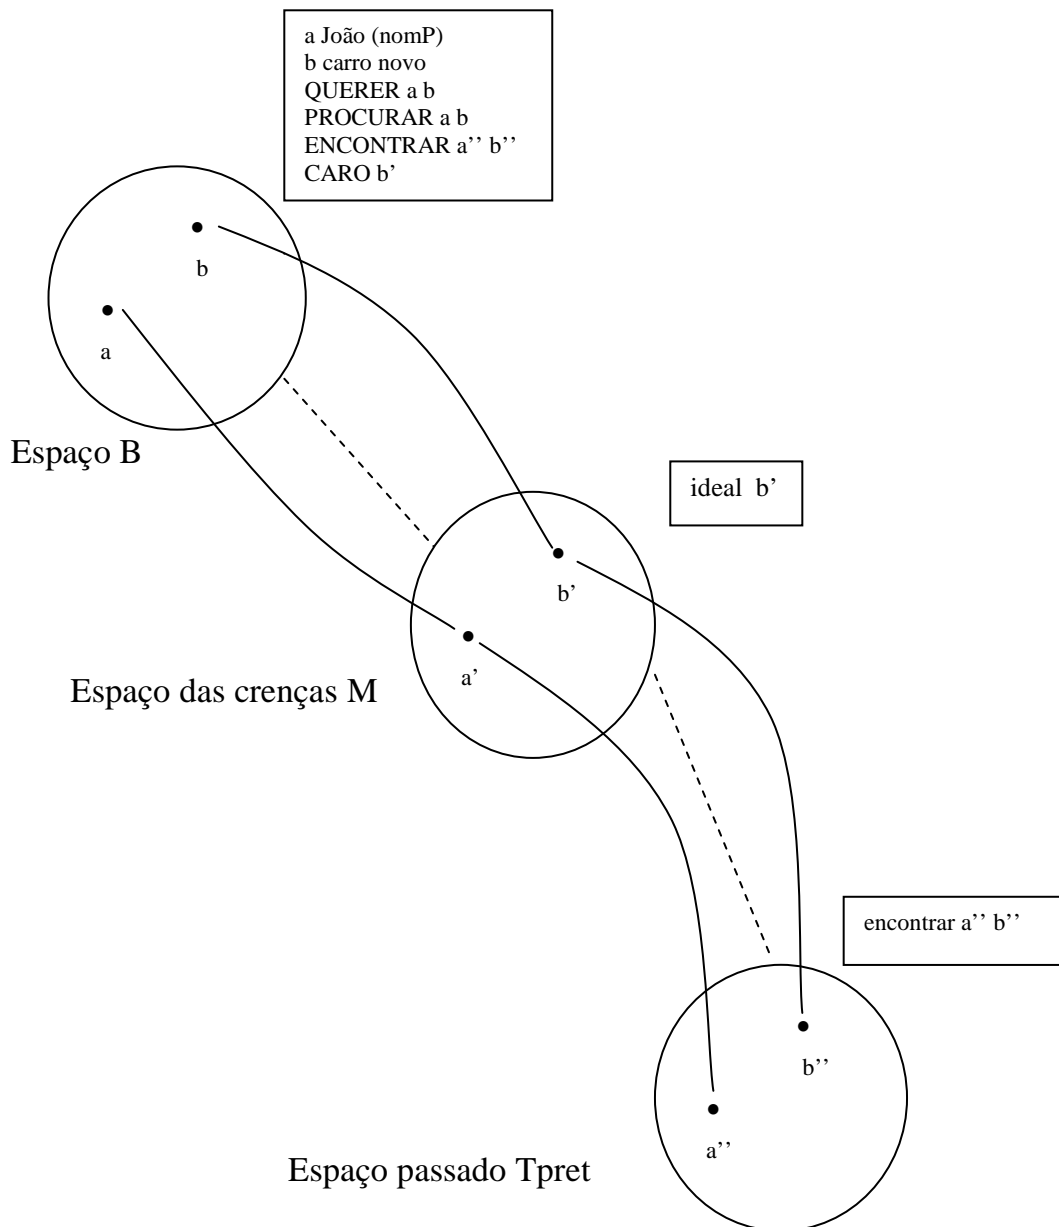 a João (nomP)
b carro novo
QUERER a b
PROCURAR a b
ENCONTRAR a’’ b’’
CARO b’
b
a
Espaço B
ideal b’
b’
a’
Espaço das crenças M
encontrar a’’ b’’
b’’
a’’
Espaço passado Tpret